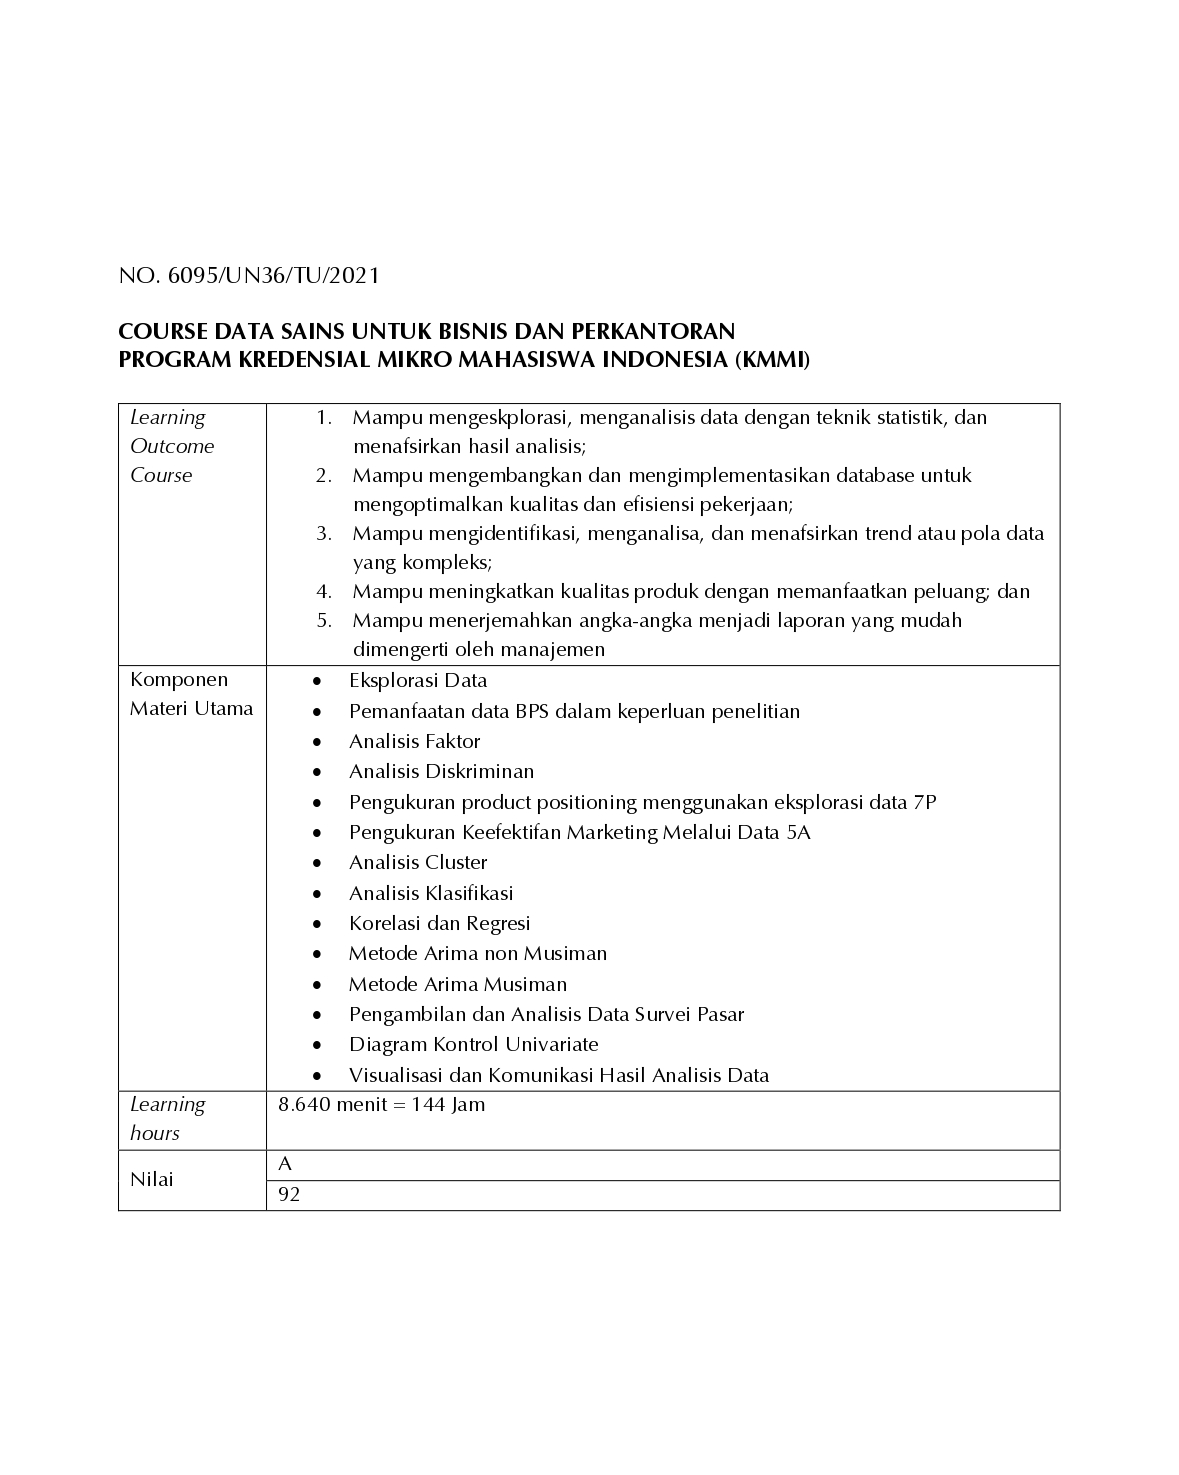 NO. 6095/UN36/TU/2021
COURSE DATA SAINS UNTUK BISNIS DAN PERKANTORAN
PROGRAM KREDENSIAL MIKRO MAHASISWA INDONESIA (KMMI)
Learning
Outcome
Course
1. Mampu mengeskplorasi, menganalisis data dengan teknik statistik, dan
menafsirkan hasil analisis;
2. Mampu mengembangkan dan mengimplementasikan database untuk
mengoptimalkan kualitas dan efisiensi pekerjaan;
3. Mampu mengidentifikasi, menganalisa, dan menafsirkan trend atau pola data
yang kompleks;
4. Mampu meningkatkan kualitas produk dengan memanfaatkan peluang; dan
5. Mampu menerjemahkan angka-angka menjadi laporan yang mudah
dimengerti oleh manajemen
Komponen
Materi Utama
• Eksplorasi Data
• Pemanfaatan data BPS dalam keperluan penelitian
• Analisis Faktor
• Analisis Diskriminan
• Pengukuran product positioning menggunakan eksplorasi data 7P
• Pengukuran Keefektifan Marketing Melalui Data 5A
• Analisis Cluster
• Analisis Klasifikasi
• Korelasi dan Regresi
• Metode Arima non Musiman
• Metode Arima Musiman
• Pengambilan dan Analisis Data Survei Pasar
• Diagram Kontrol Univariate
• Visualisasi dan Komunikasi Hasil Analisis Data
Learning
hours
8.640 menit = 144 Jam
Nilai
A
92